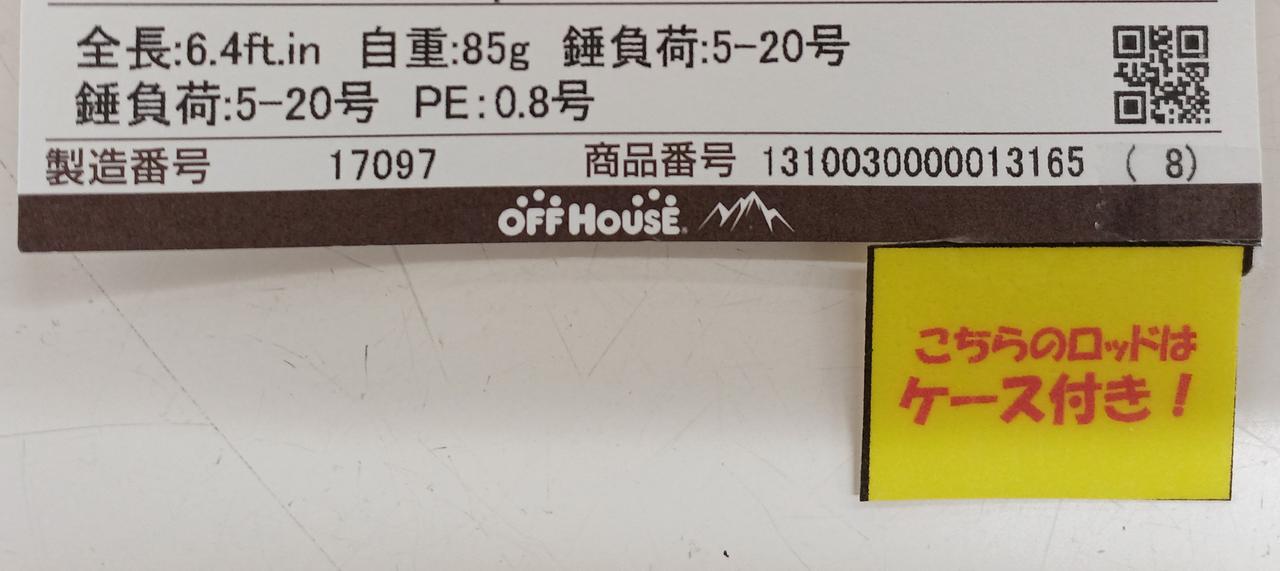 全長:6.4ft.in 自重:85g 錘負荷:5-20号
錘負荷:5-20号 PE:0.8号
製造番号 17097 商品番号 1310030000013165 ( 8)
OFF HOUSE
こちらのロッドは
ケース付き！